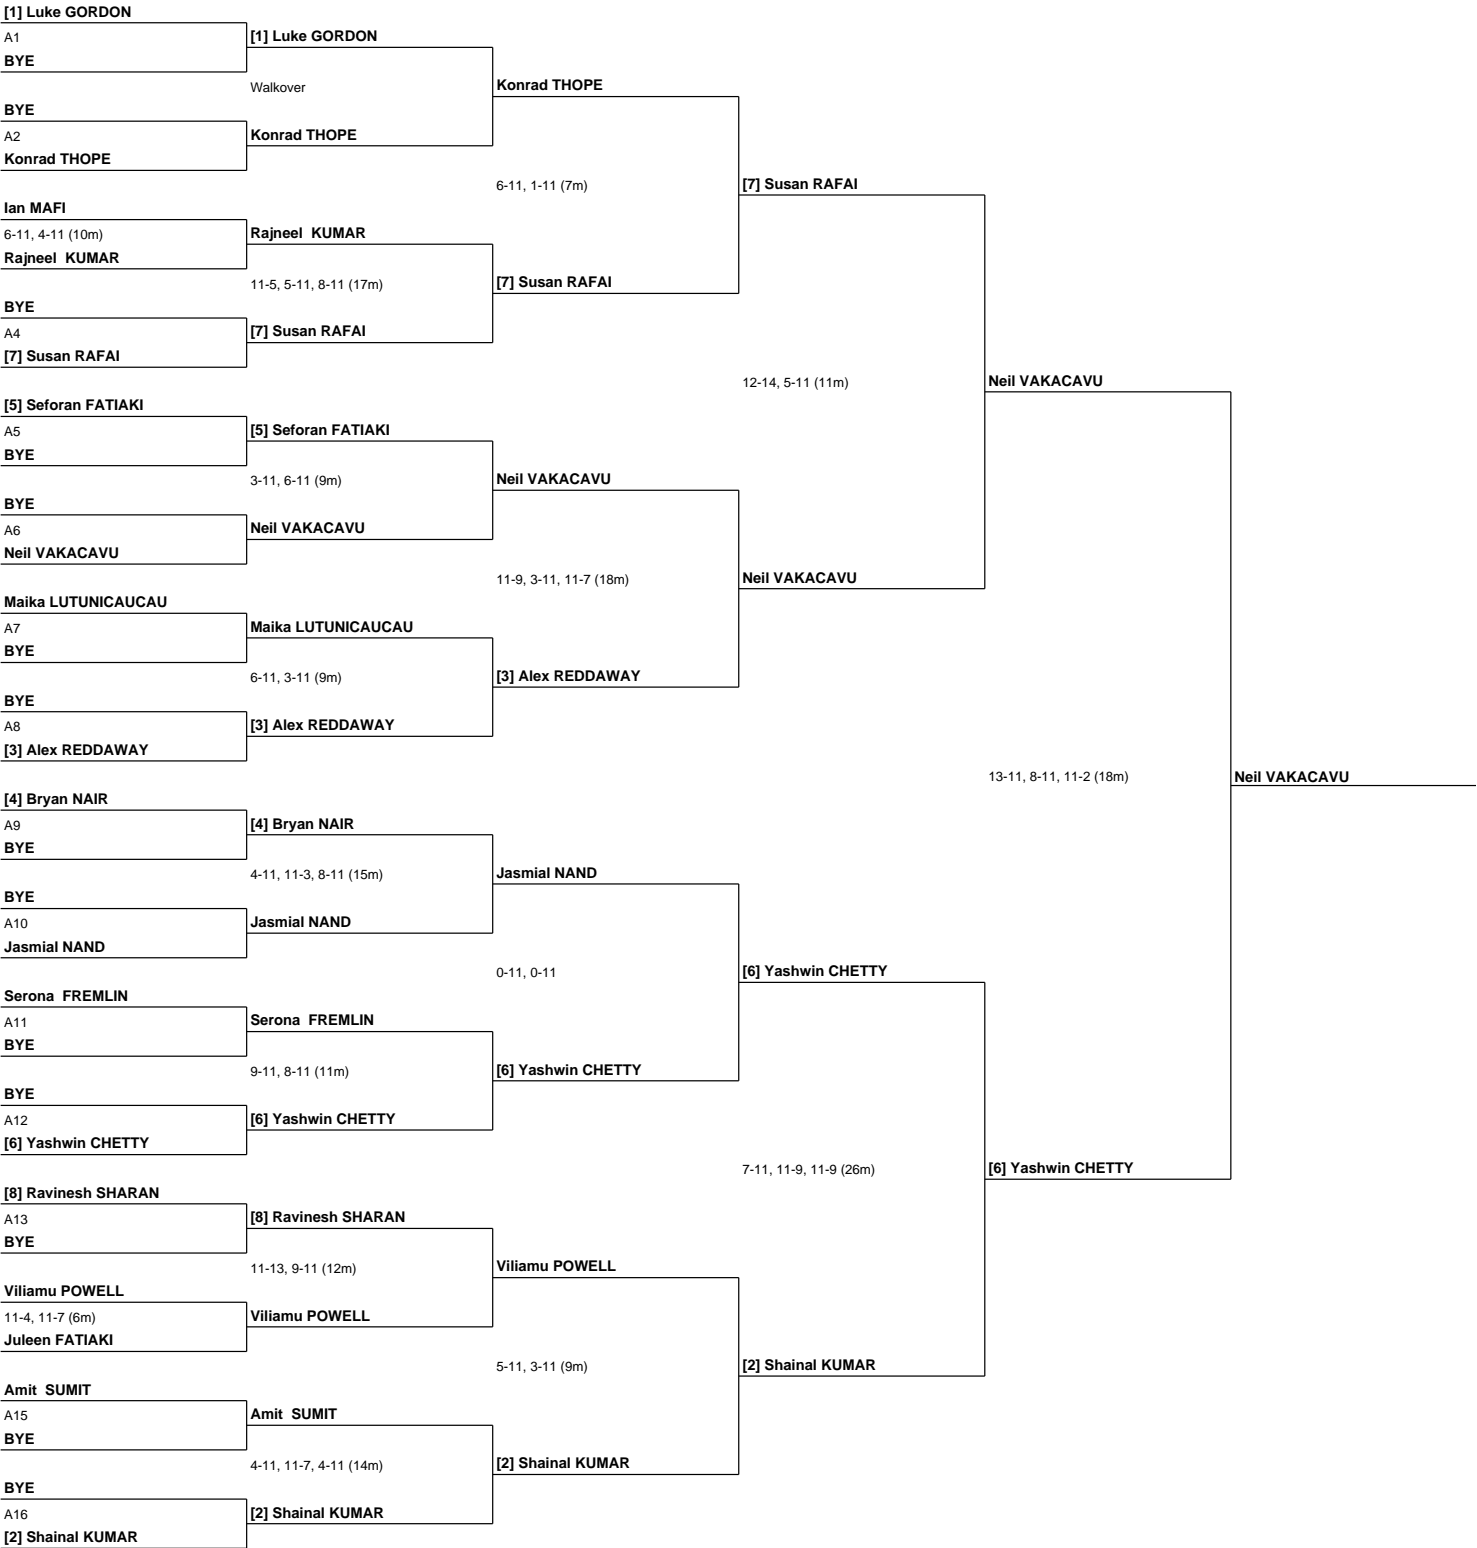 [1] Luke GORDON
A1
[1] Luke GORDON
BYE
Walkover
Konrad THOPE
BYE
A2
Konrad THOPE
Konrad THOPE
6-11, 1-11 (7m)
[7] Susan RAFAI
Ian MAFI
6-11, 4-11 (10m)
Rajneel KUMAR
Rajneel KUMAR
11-5, 5-11, 8-11 (17m)
[7] Susan RAFAI
BYE
A4
[7] Susan RAFAI
[7] Susan RAFAI
12-14, 5-11 (11m)
Neil VAKACAVU
[5] Seforan FATIAKI
A5
[5] Seforan FATIAKI
BYE
3-11, 6-11 (9m)
Neil VAKACAVU
BYE
A6
Neil VAKACAVU
Neil VAKACAVU
11-9, 3-11, 11-7 (18m)
Neil VAKACAVU
Maika LUTUNICAUCAU
A7
Maika LUTUNICAUCAU
BYE
6-11, 3-11 (9m)
[3] Alex REDDAWAY
BYE
A8
[3] Alex REDDAWAY
[3] Alex REDDAWAY
13-11, 8-11, 11-2 (18m)
Neil VAKACAVU
[4] Bryan NAIR
A9
[4] Bryan NAIR
BYE
4-11, 11-3, 8-11 (15m)
Jasmial NAND
BYE
A10
Jasmial NAND
Jasmial NAND
0-11, 0-11
[6] Yashwin CHETTY
Serona FREMLIN
A11
Serona FREMLIN
BYE
9-11, 8-11 (11m)
[6] Yashwin CHETTY
BYE
A12
[6] Yashwin CHETTY
[6] Yashwin CHETTY
7-11, 11-9, 11-9 (26m)
[6] Yashwin CHETTY
[8] Ravinesh SHARAN
A13
[8] Ravinesh SHARAN
BYE
11-13, 9-11 (12m)
Viliamu POWELL
Viliamu POWELL
11-4, 11-7 (6m)
Viliamu POWELL
Juleen FATIAKI
5-11, 3-11 (9m)
[2] Shainal KUMAR
Amit SUMIT
A15
Amit SUMIT
BYE
4-11, 11-7, 4-11 (14m)
[2] Shainal KUMAR
BYE
A16
[2] Shainal KUMAR
[2] Shainal KUMAR